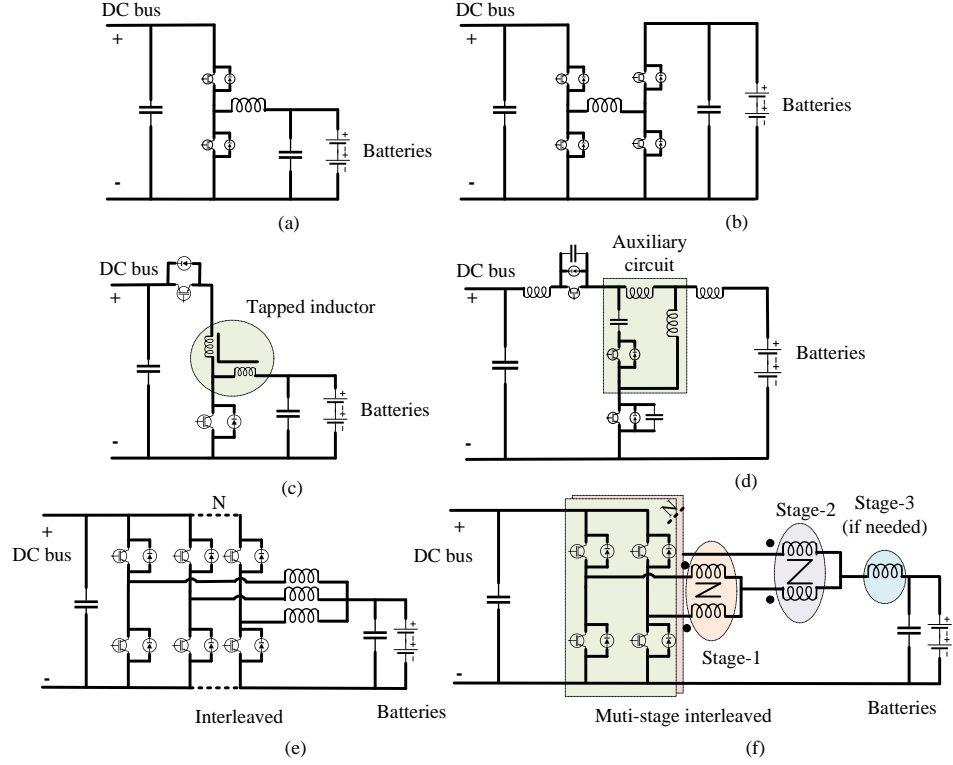 DC bus
+
-
+
-
+
-
Batteries
(a)
DC bus
+
-
+
-
+
-
Batteries
(b)
DC bus
+
-
Tapped inductor
+
-
+
-
Batteries
(c)
DC bus
+
-
Auxiliary
circuit
+
-
+
-
Batteries
(d)
N
+
DC bus
-
+
-
+
-
Interleaved
Batteries
(e)
+
DC bus
-
N
Stage-1
Stage-2
Stage-3
(if needed)
+
-
+
-
Muti-stage interleaved
Batteries
(f)